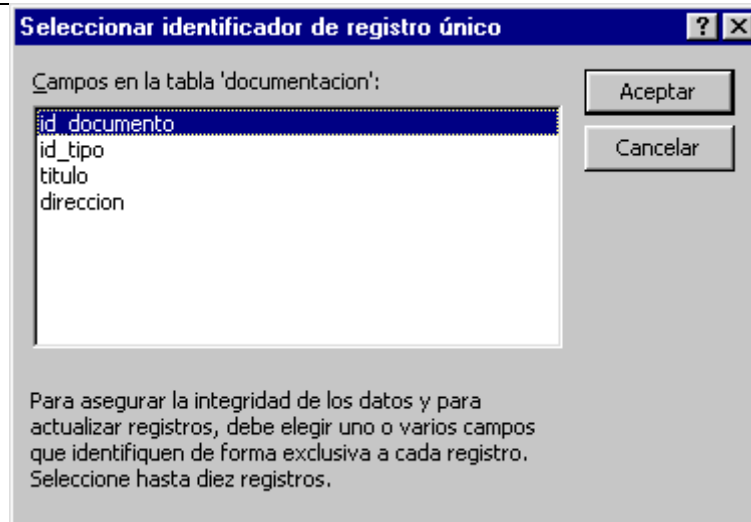 Seleccionar identificador de registro único
Campos en la tabla 'documentacion':
Aceptar
id_documento
Cancelar
id_tipo
titulo
direccion
Para asegurar la integridad de los datos y para
actualizar registros, debe elegir uno o varios campos
que identifiquen de forma exclusiva a cada registro.
Seleccione hasta diez registros.